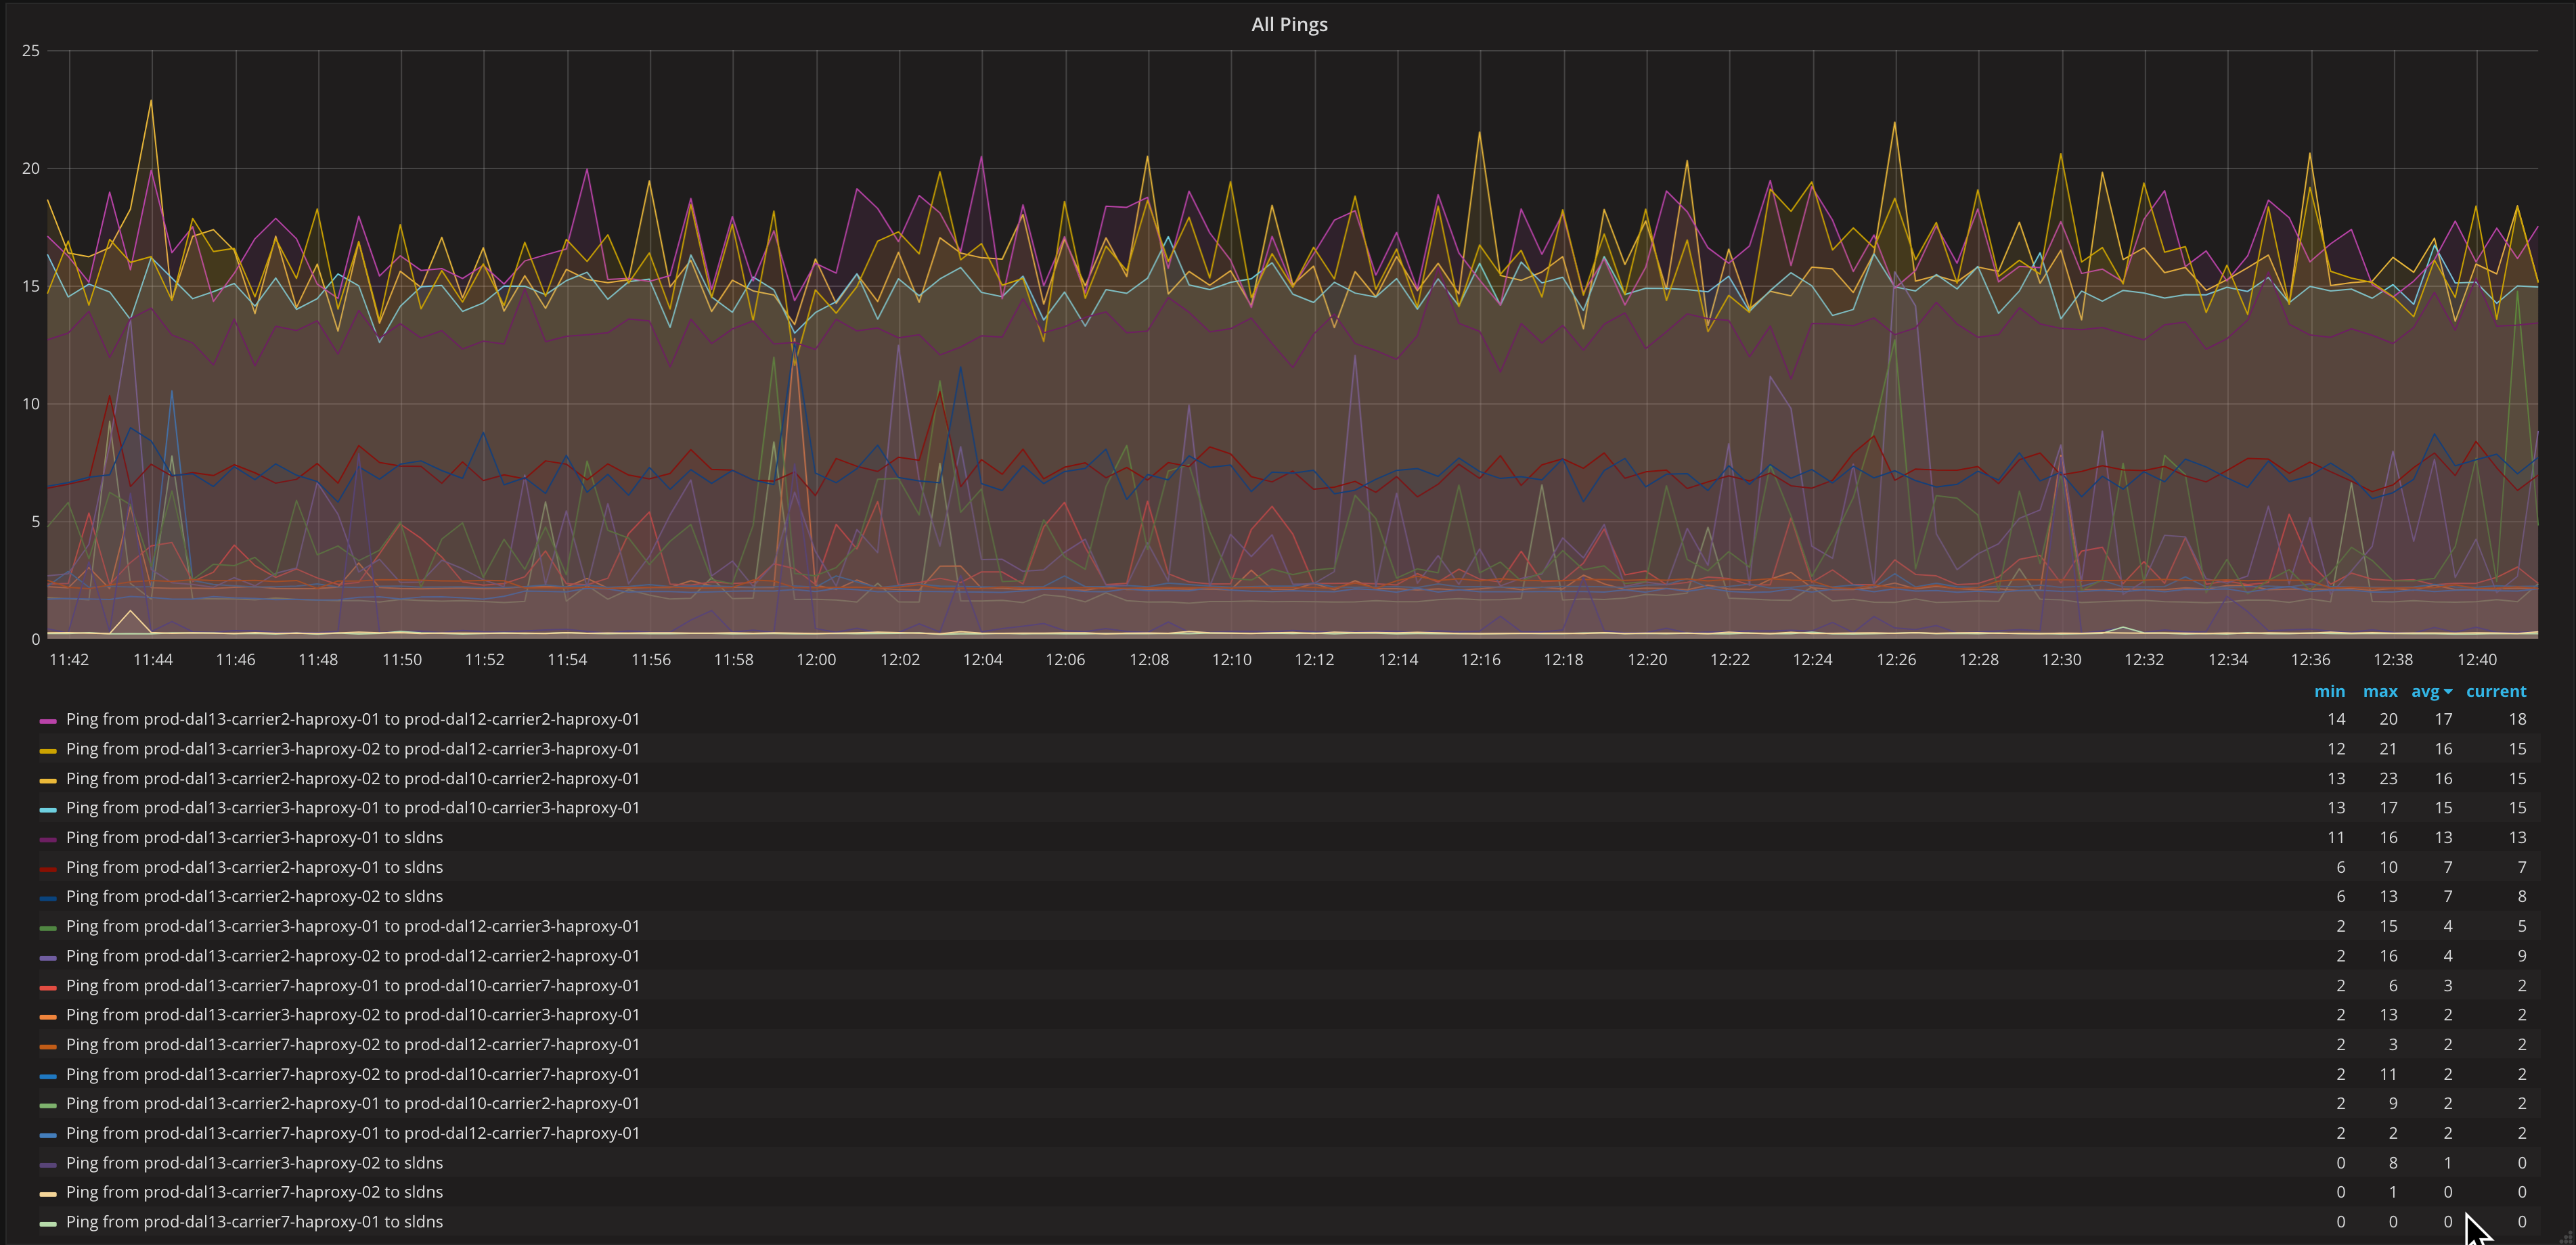 All Pings
25
20
15
10
5
0
11:42 11:44 11:46 11:48 11:50 11:52 11:54 11:56 11:58 12:00 12:02 12:04 12:06 12:08 12:10 12:12 12:14 12:16 12:18 12:20 12:22 12:24 12:26 12:28 12:30 12:32 12:34 12:36 12:38 12:40
min max avg current
Ping from prod-dal13-carrier2-haproxy-01 to prod-dal12-carrier2-haproxy-01 14 20 17 18
Ping from prod-dal13-carrier3-haproxy-02 to prod-dal12-carrier3-haproxy-01 12 21 16 15
Ping from prod-dal13-carrier2-haproxy-02 to prod-dal10-carrier2-haproxy-01 13 23 16 15
Ping from prod-dal13-carrier3-haproxy-01 to prod-dal10-carrier3-haproxy-01 13 17 15 15
Ping from prod-dal13-carrier3-haproxy-01 to sldns 11 16 13 13
Ping from prod-dal13-carrier2-haproxy-01 to sldns 6 10 7 7
Ping from prod-dal13-carrier2-haproxy-02 to sldns 6 13 7 8
Ping from prod-dal13-carrier3-haproxy-01 to prod-dal12-carrier3-haproxy-01 2 15 4 5
Ping from prod-dal13-carrier2-haproxy-02 to prod-dal12-carrier2-haproxy-01 2 16 4 9
Ping from prod-dal13-carrier7-haproxy-01 to prod-dal10-carrier7-haproxy-01 2 6 3 2
Ping from prod-dal13-carrier3-haproxy-02 to prod-dal10-carrier3-haproxy-01 2 13 2 2
Ping from prod-dal13-carrier7-haproxy-02 to prod-dal12-carrier7-haproxy-01 2 3 2 2
Ping from prod-dal13-carrier7-haproxy-02 to prod-dal10-carrier7-haproxy-01 2 11 2 2
Ping from prod-dal13-carrier2-haproxy-01 to prod-dal10-carrier2-haproxy-01 2 9 2 2
Ping from prod-dal13-carrier7-haproxy-01 to prod-dal12-carrier7-haproxy-01 2 2 2 2
Ping from prod-dal13-carrier3-haproxy-02 to sldns 0 8 1 0
Ping from prod-dal13-carrier7-haproxy-02 to sldns 0 1 0 0
Ping from prod-dal13-carrier7-haproxy-01 to sldns 0 0 0 0